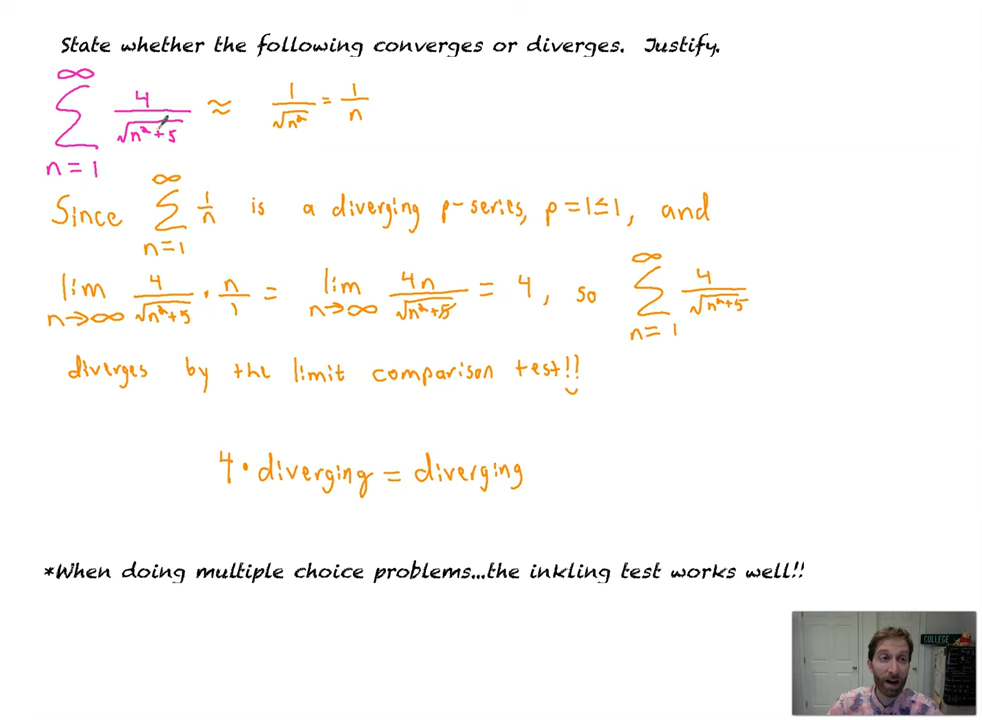 State whether the following converges or diverges. Justify.
∞ ∑ n = 1 4/√(n²+5) ≈ 1/√n² = 1/n
Since ∞ ∑ n=1 1/n is a diverging p-series, p = 1 ≤ 1, and
lim n→∞ 4/√(n²+5) · n/1 = lim n→∞ 4n/√(n²+5) = 4, so ∞ ∑ n=1 4/√(n²+5)
diverges by the limit comparison test!!
4 · diverging = diverging
*When doing multiple choice problems...the inkling test works well!!
COLLEGE